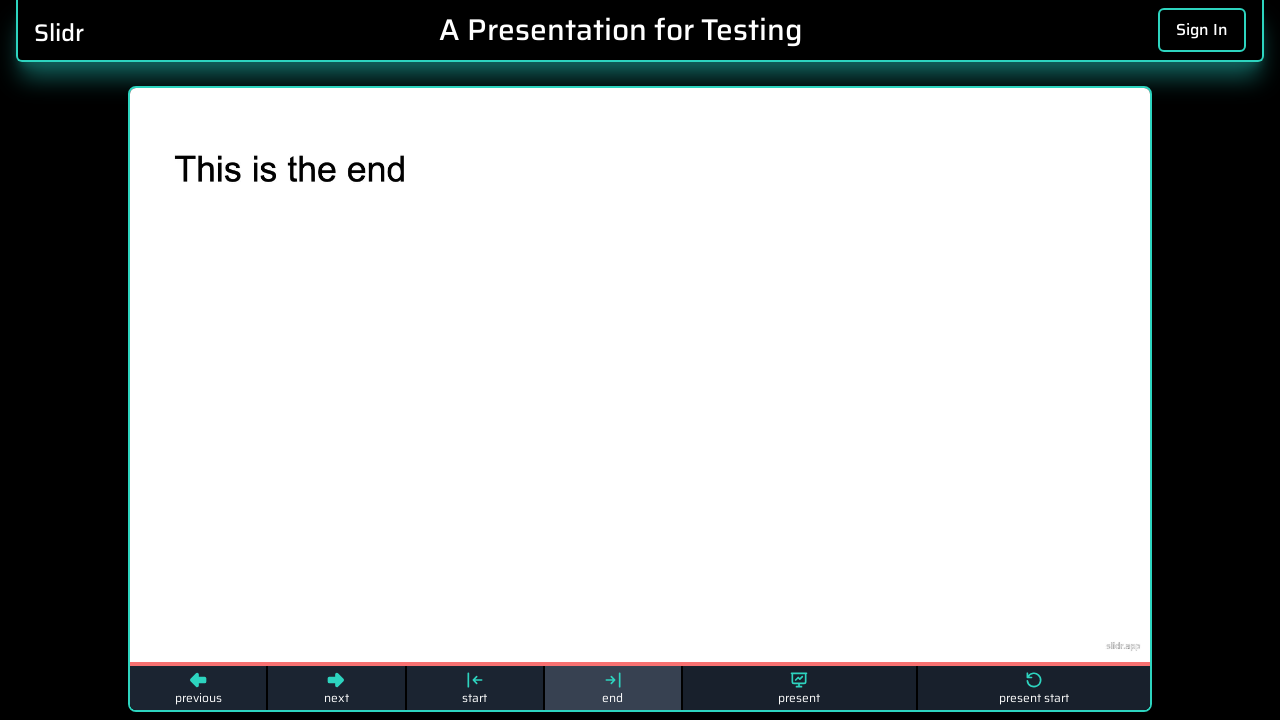 Slidr
A Presentation for Testing
Sign In
This is the end
slidr.app
previous
next
start
end
present
present start